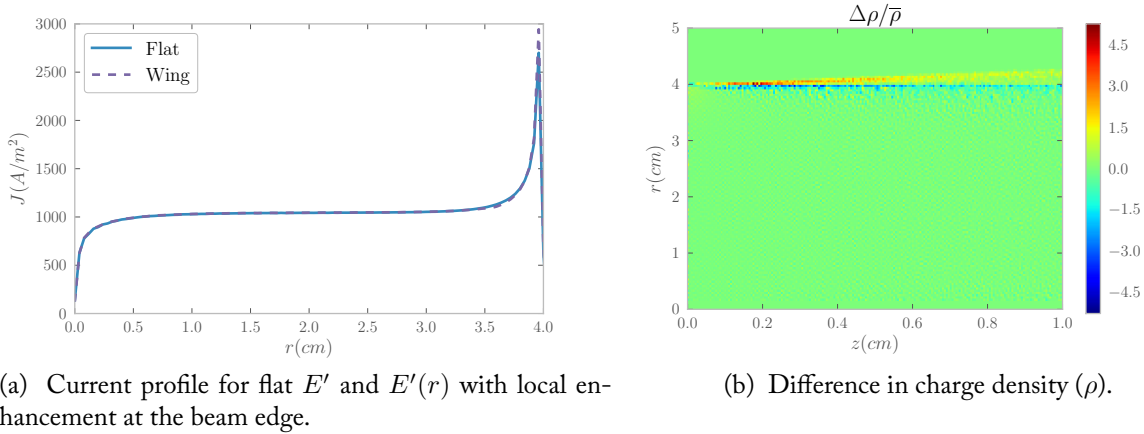 3000
2500
2000
1500
1000
500
0
J(A/m²)
Flat
Wing
0.0 0.5 1.0 1.5 2.0 2.5 3.0 3.5 4.0
r(cm)
(a) Current profile for flat E′ and E′(r) with local en-
hancement at the beam edge.
Δρ/ρ̅
5
4
3
2
1
0
r(cm)
0.0 0.2 0.4 0.6 0.8 1.0
z(cm)
4.5
3.0
1.5
0.0
−1.5
−3.0
−4.5
(b) Difference in charge density (ρ).